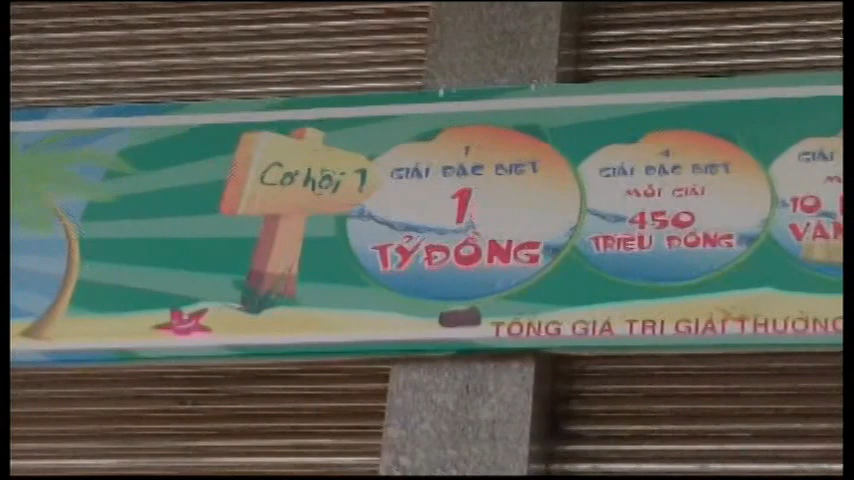 Cơ hội 1
1
GIẢI ĐẶC BIỆT
1
TỶ ĐỒNG
4
GIẢI ĐẶC BIỆT
MỖI GIẢI
450
TRIỆU ĐỒNG
GIẢI
10
TỔNG GIÁ TRỊ GIẢI THƯỞNG